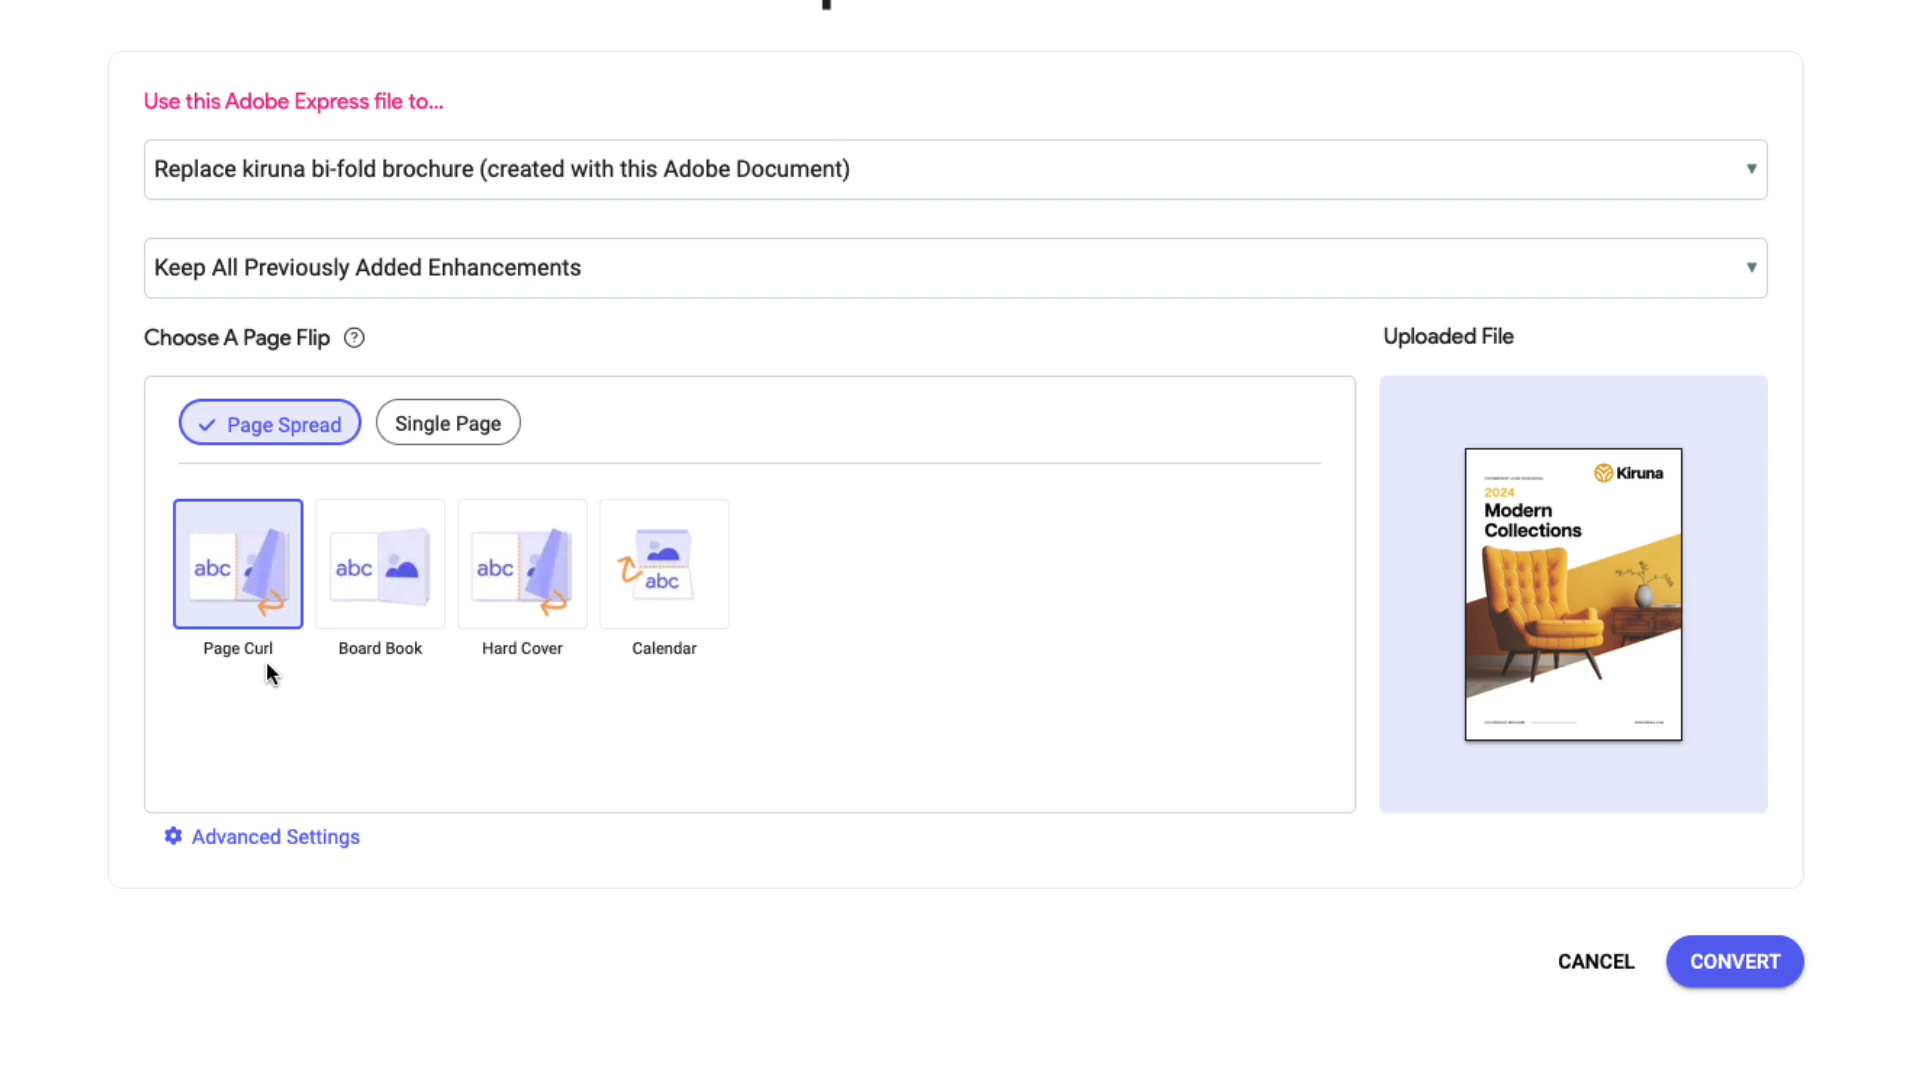 Use this Adobe Express file to...
Replace kiruna bi-fold brochure (created with this Adobe Document)
Keep All Previously Added Enhancements
Choose A Page Flip ?
Uploaded File
Page Spread
Single Page
abc
abc
abc
abc
Page Curl
Board Book
Hard Cover
Calendar
Kiruna
2024
Modern
Collections
Advanced Settings
CANCEL
CONVERT